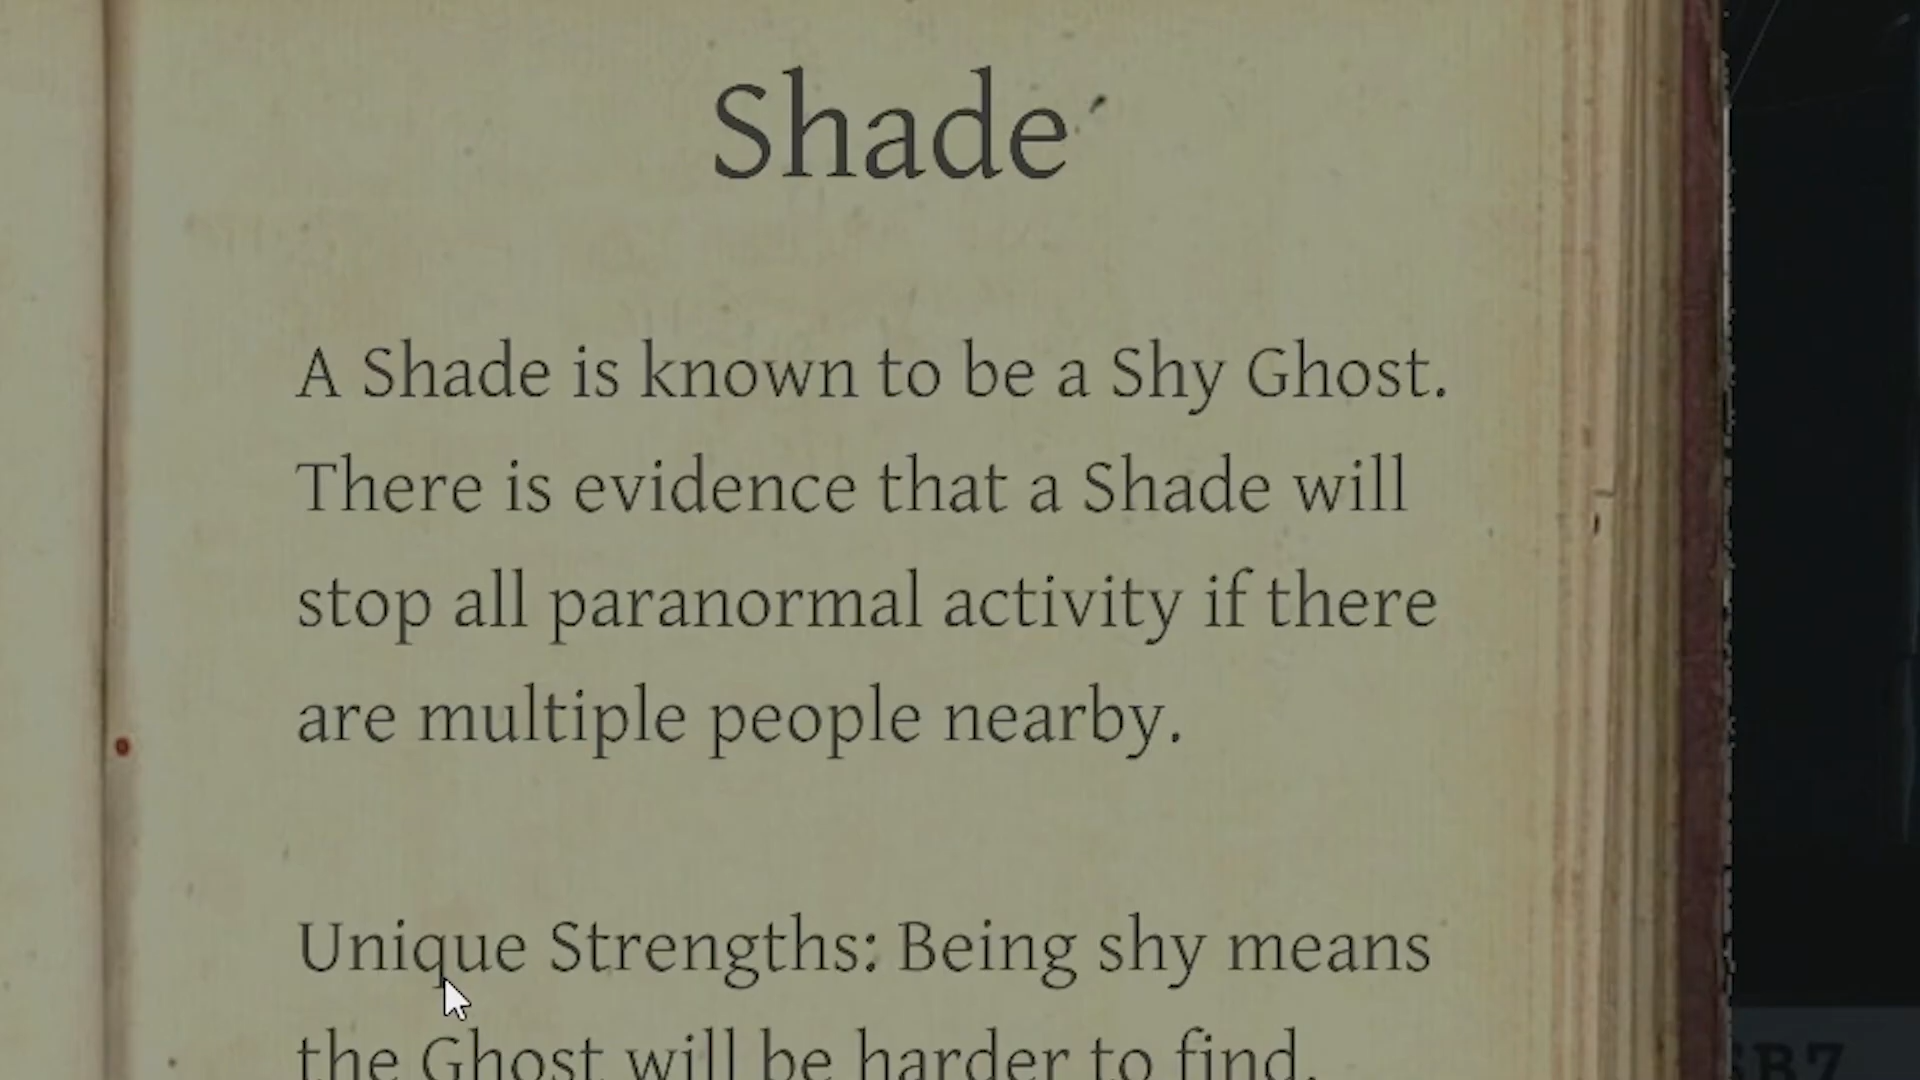 Shade
A Shade is known to be a Shy Ghost.
There is evidence that a Shade will
stop all paranormal activity if there
are multiple people nearby.
Unique Strengths: Being shy means
the Ghost will be harder to find.
SB7